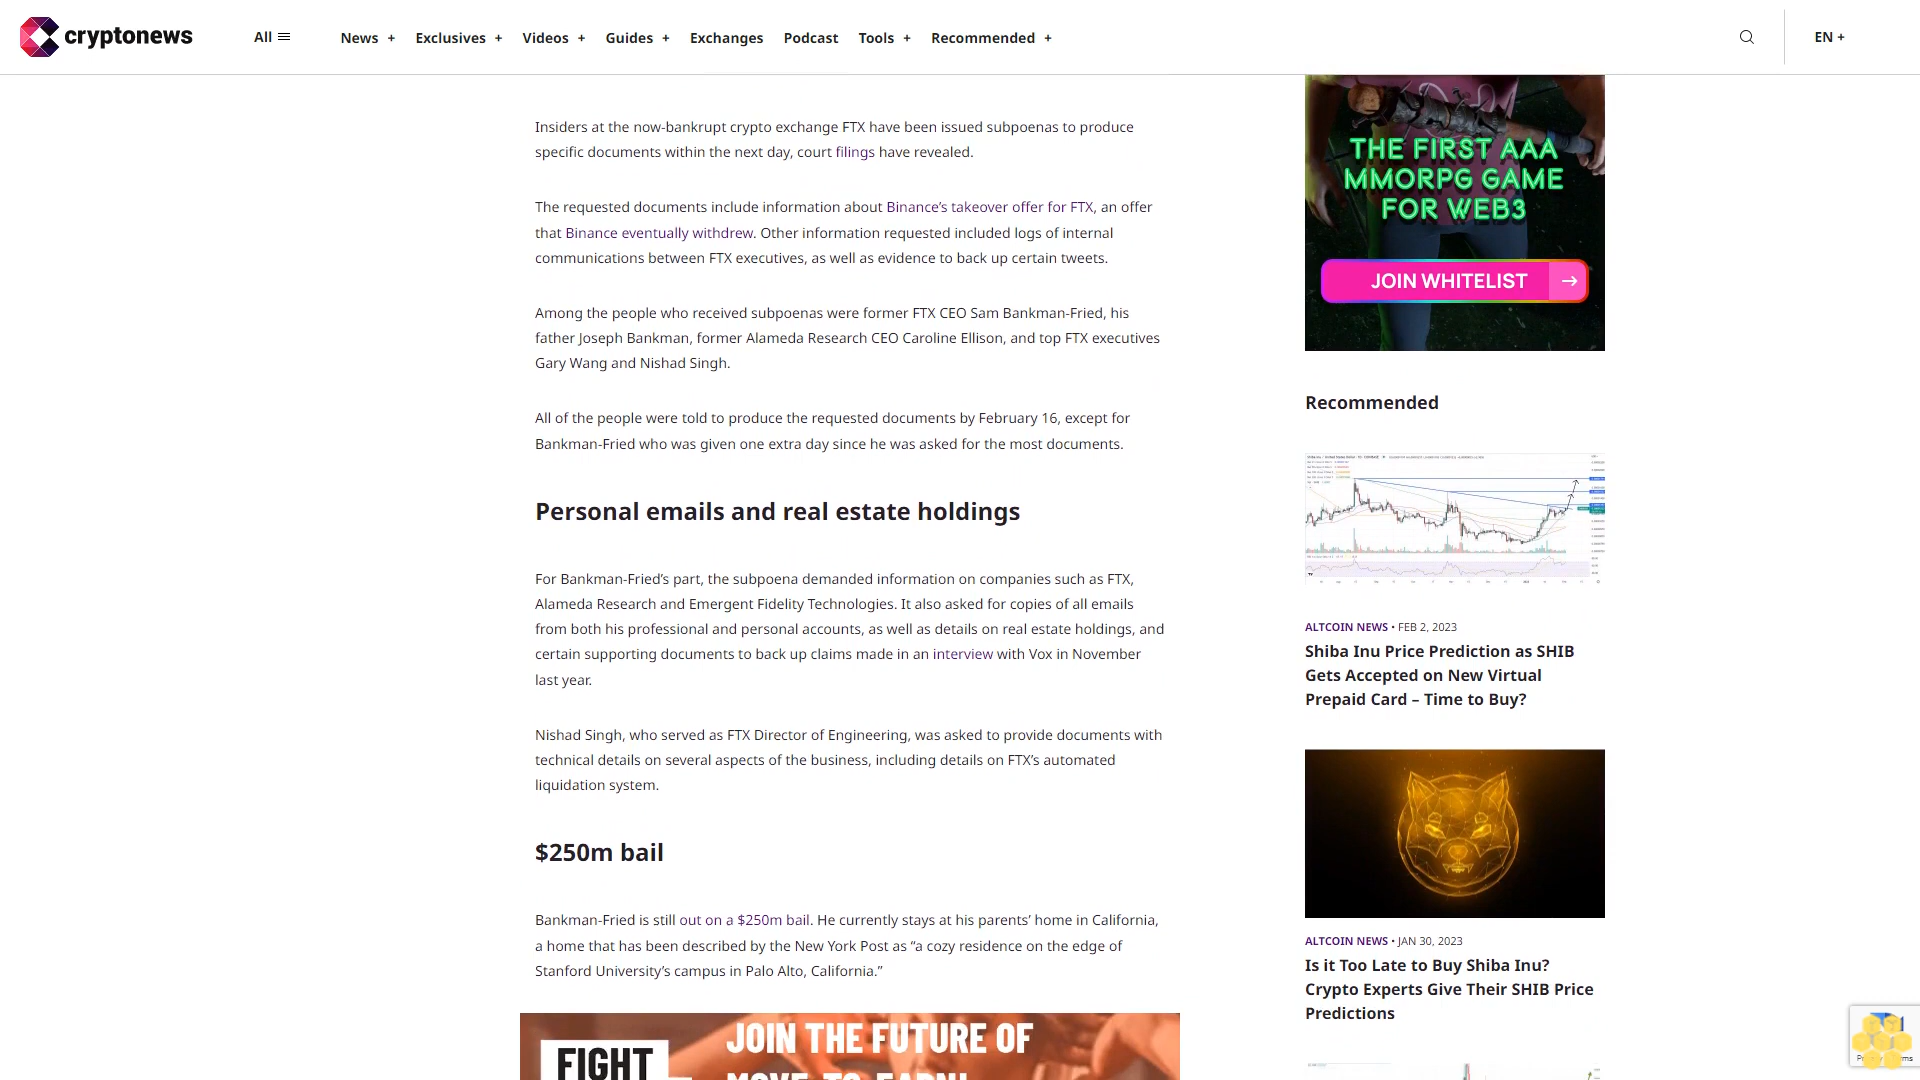 cryptonews
All
News +
Exclusives +
Videos +
Guides +
Exchanges
Podcast
Tools +
Recommended +
EN +
Insiders at the now-bankrupt crypto exchange FTX have been issued subpoenas to produce
specific documents within the next day, court filings have revealed.
The requested documents include information about Binance’s takeover offer for FTX, an offer
that Binance eventually withdrew. Other information requested included logs of internal
communications between FTX executives, as well as evidence to back up certain tweets.
Among the people who received subpoenas were former FTX CEO Sam Bankman-Fried, his
father Joseph Bankman, former Alameda Research CEO Caroline Ellison, and top FTX executives
Gary Wang and Nishad Singh.
All of the people were told to produce the requested documents by February 16, except for
Bankman-Fried who was given one extra day since he was asked for the most documents.
Personal emails and real estate holdings
For Bankman-Fried’s part, the subpoena demanded information on companies such as FTX,
Alameda Research and Emergent Fidelity Technologies. It also asked for copies of all emails
from both his professional and personal accounts, as well as details on real estate holdings, and
certain supporting documents to back up claims made in an interview with Vox in November
last year.
Nishad Singh, who served as FTX Director of Engineering, was asked to provide documents with
technical details on several aspects of the business, including details on FTX’s automated
liquidation system.
$250m bail
Bankman-Fried is still out on a $250m bail. He currently stays at his parents’ home in California,
a home that has been described by the New York Post as “a cozy residence on the edge of
Stanford University’s campus in Palo Alto, California.”
FIGHT
JOIN THE FUTURE OF
MOVE-TO-EARN!
THE FIRST AAA
MMORPG GAME
FOR WEB3
JOIN WHITELIST →
Recommended
ALTCOIN NEWS • FEB 2, 2023
Shiba Inu Price Prediction as SHIB
Gets Accepted on New Virtual
Prepaid Card – Time to Buy?
ALTCOIN NEWS • JAN 30, 2023
Is it Too Late to Buy Shiba Inu?
Crypto Experts Give Their SHIB Price
Predictions